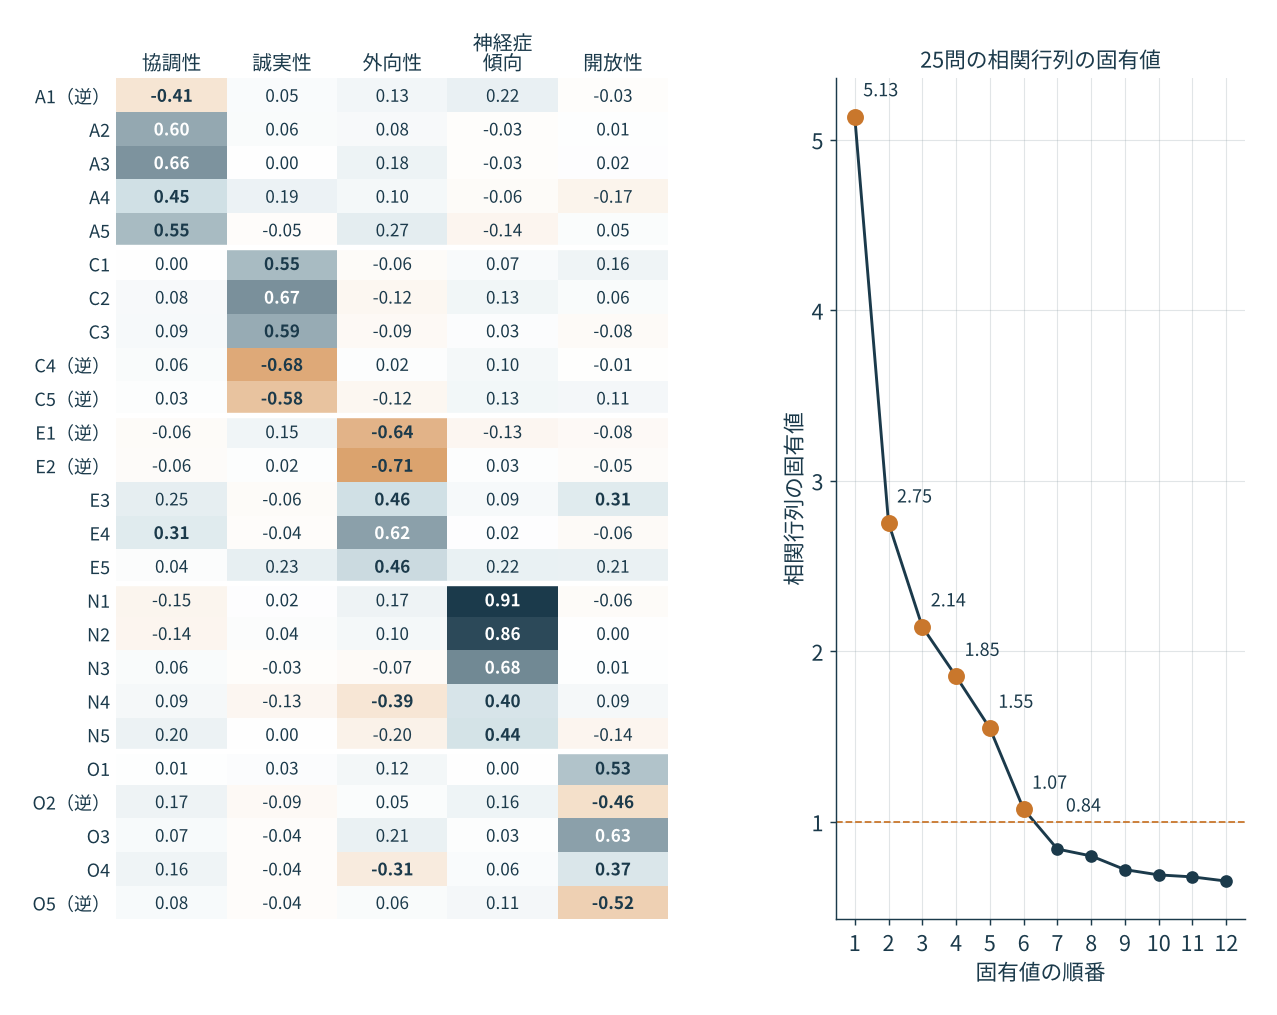 協調性 誠実性 外向性 神経症傾向 開放性
A1（逆） -0.41 0.05 0.13 0.22 -0.03
A2 0.60 0.06 0.08 -0.03 0.01
A3 0.66 0.00 0.18 -0.03 0.02
A4 0.45 0.19 0.10 -0.06 -0.17
A5 0.55 -0.05 0.27 -0.14 0.05
C1 0.00 0.55 -0.06 0.07 0.16
C2 0.08 0.67 -0.12 0.13 0.06
C3 0.09 0.59 -0.09 0.03 -0.08
C4（逆） 0.06 -0.68 0.02 0.10 -0.01
C5（逆） 0.03 -0.58 -0.12 0.13 0.11
E1（逆） -0.06 0.15 -0.64 -0.13 -0.08
E2（逆） -0.06 0.02 -0.71 0.03 -0.05
E3 0.25 -0.06 0.46 0.09 0.31
E4 0.31 -0.04 0.62 0.02 -0.06
E5 0.04 0.23 0.46 0.22 0.21
N1 -0.15 0.02 0.17 0.91 -0.06
N2 -0.14 0.04 0.10 0.86 0.00
N3 0.06 -0.03 -0.07 0.68 0.01
N4 0.09 -0.13 -0.39 0.40 0.09
N5 0.20 0.00 -0.20 0.44 -0.14
O1 0.01 0.03 0.12 0.00 0.53
O2（逆） 0.17 -0.09 0.05 0.16 -0.46
O3 0.07 -0.04 0.21 0.03 0.63
O4 0.16 -0.04 -0.31 0.06 0.37
O5（逆） 0.08 -0.04 0.06 0.11 -0.52
25問の相関行列の固有値
相関行列の固有値
5
4
3
2
1
5.13
2.75
2.14
1.85
1.55
1.07
0.84
1 2 3 4 5 6 7 8 9 10 11 12
固有値の順番